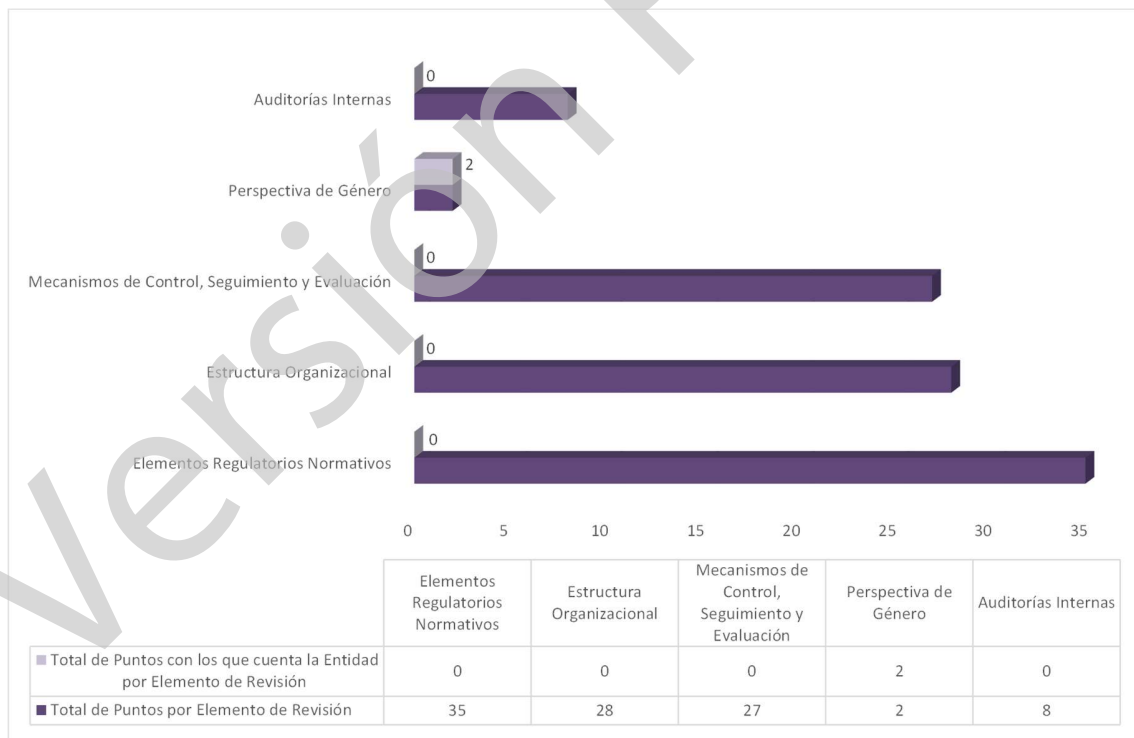 Versión
0
Auditorías Internas
2
Perspectiva de Género
0
Mecanismos de Control, Seguimiento y Evaluación
0
Estructura Organizacional
0
Elementos Regulatorios Normativos
0 5 10 15 20 25 30 35
Elementos
Regulatorios
Normativos
Estructura
Organizacional
Mecanismos de
Control,
Seguimiento y
Evaluación
Perspectiva de
Género
Auditorías Internas
Total de Puntos con los que cuenta la Entidad
por Elemento de Revisión
0 0 0 2 0
Total de Puntos por Elemento de Revisión 35 28 27 2 8